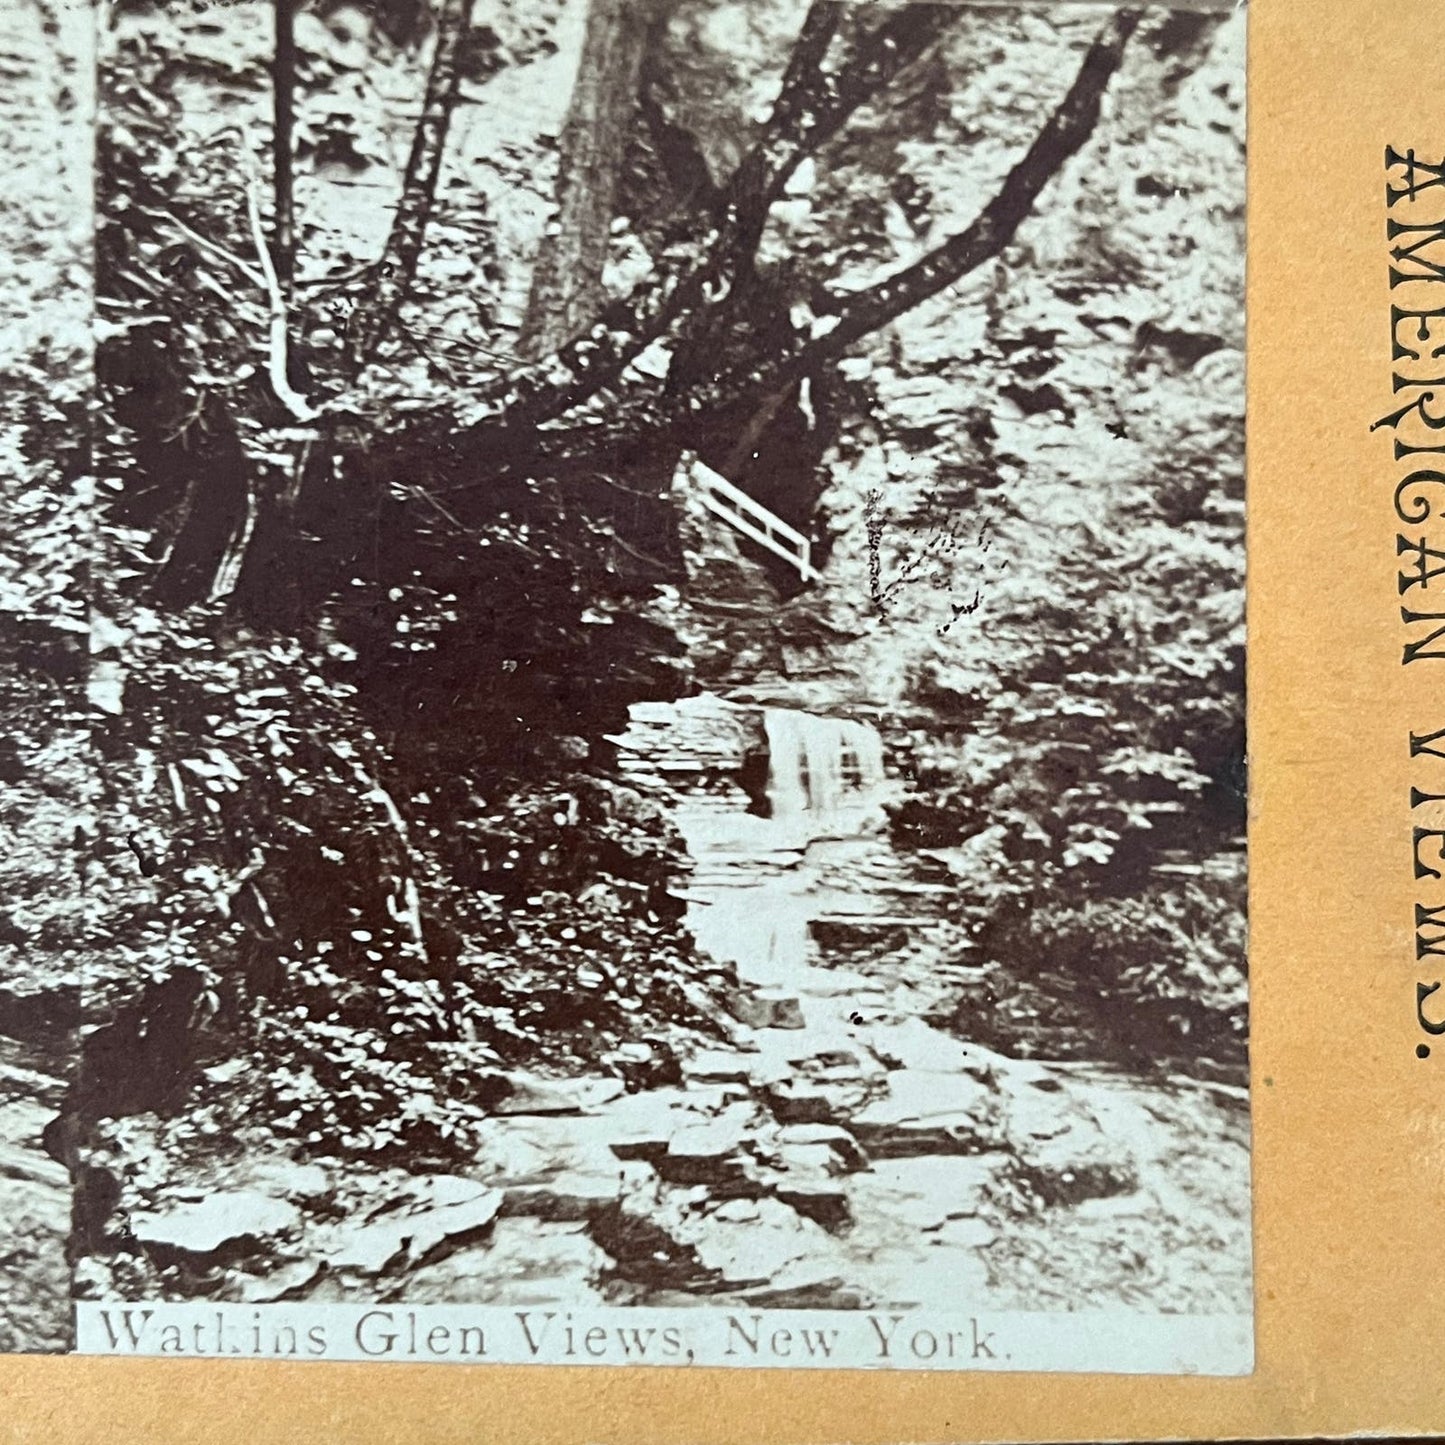 Watkins Glen Views, New York.
AMERICAN VIEWS.